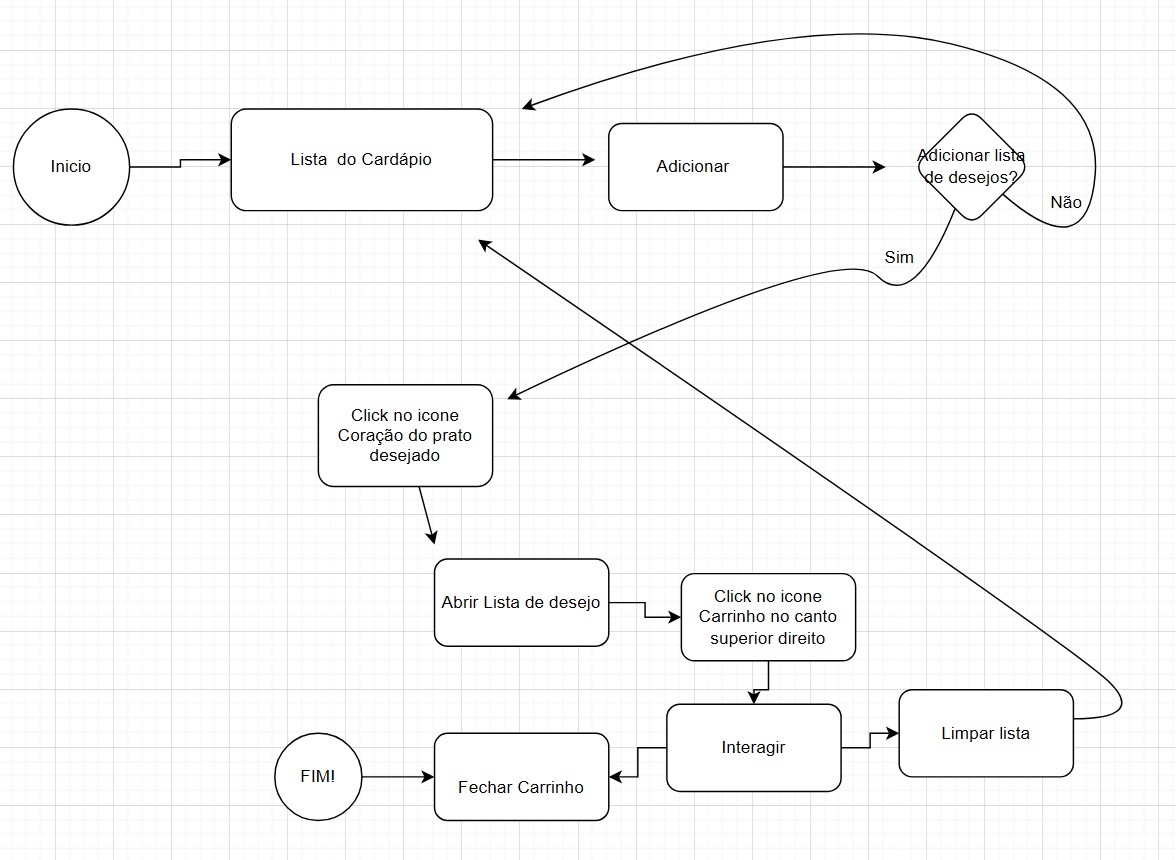 Inicio
Lista  do Cardápio
Adicionar
Adicionar lista
de desejos?
Não
Sim
Click no icone
Coração do prato
desejado
Abrir Lista de desejo
Click no icone
Carrinho no canto
superior direito
Interagir
Limpar lista
FIM!
Fechar Carrinho